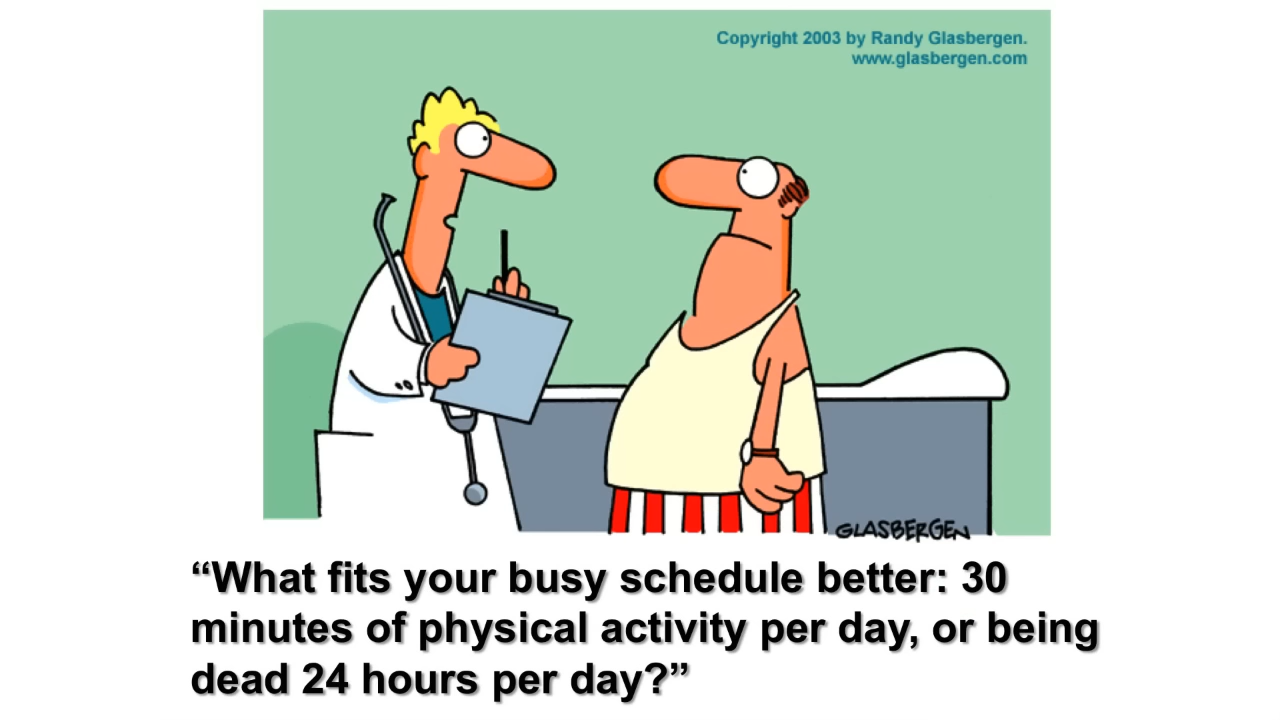 Copyright 2003 by Randy Glasbergen.
www.glasbergen.com
GLASBERGEN
“What fits your busy schedule better: 30
minutes of physical activity per day, or being
dead 24 hours per day?”